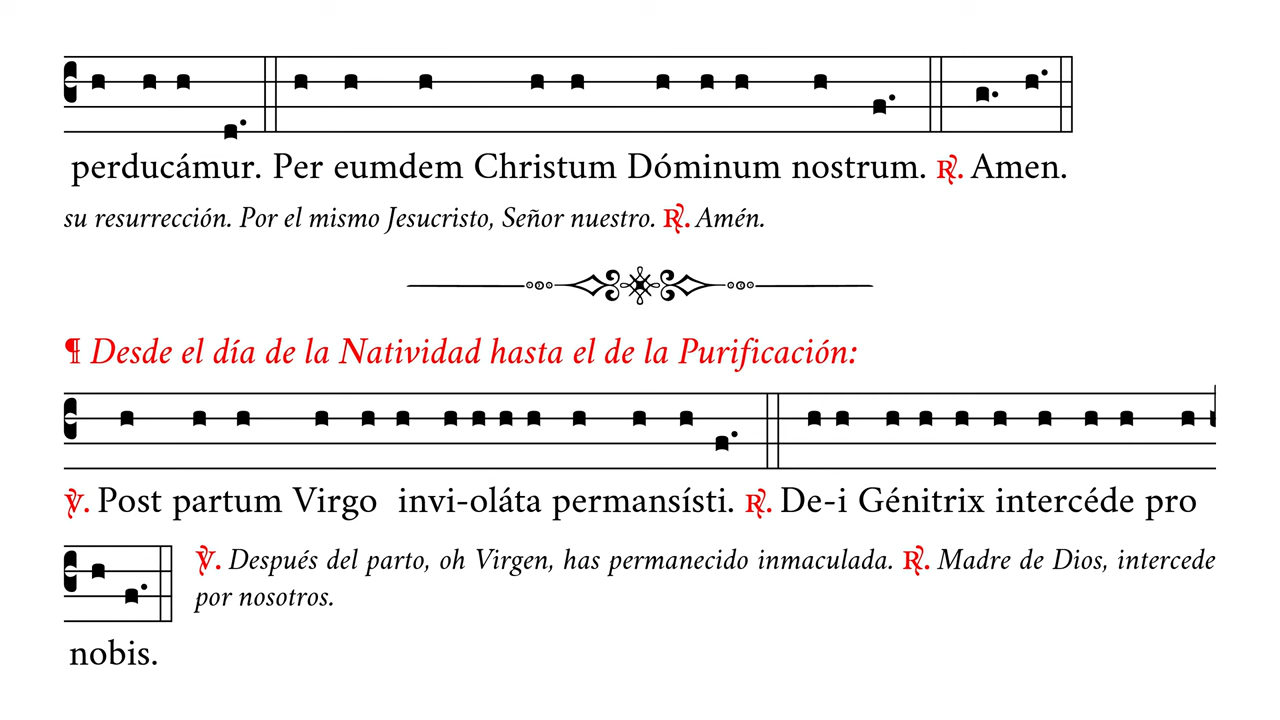 perducámur. Per eumdem Christum Dóminum nostrum. ℟. Amen.
su resurrección. Por el mismo Jesucristo, Señor nuestro. ℟. Amén.
¶ Desde el día de la Natividad hasta el de la Purificación:
℣. Post partum Virgo invi-oláta permansísti. ℟. De-i Génitrix intercéde pro
℣. Después del parto, oh Virgen, has permanecido inmaculada. ℟. Madre de Dios, intercede
por nosotros.
nobis.